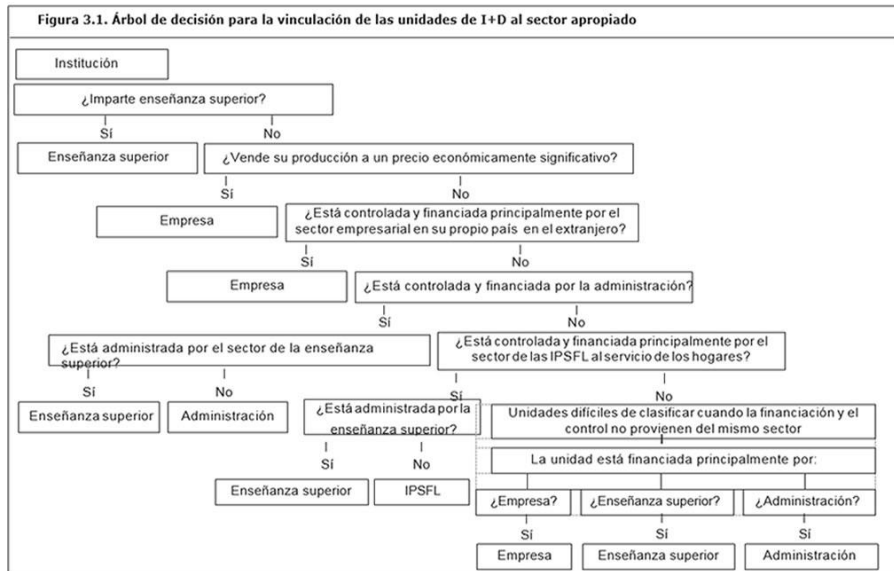 Figura 3.1. Árbol de decisión para la vinculación de las unidades de I+D al sector apropiado
Institución
¿Imparte enseñanza superior?
Sí No
Enseñanza superior
¿Vende su producción a un precio económicamente significativo?
Sí No
Empresa
¿Está controlada y financiada principalmente por el
sector empresarial en su propio país en el extranjero?
Sí No
Empresa
¿Está controlada y financiada por la administración?
Sí No
¿Está administrada por el sector de la enseñanza
superior?
¿Está controlada y financiada principalmente por el
sector de las IPSFL al servicio de los hogares?
Sí No
Sí No
Enseñanza superior
Administración
¿Está administrada por la
enseñanza superior?
Unidades difíciles de clasificar cuando la financiación y el
control no provienen del mismo sector
Sí No
La unidad está financiada principalmente por:
Enseñanza superior
IPSFL
¿Empresa? ¿Enseñanza superior? ¿Administración?
Sí Sí Sí
Empresa Enseñanza superior Administración